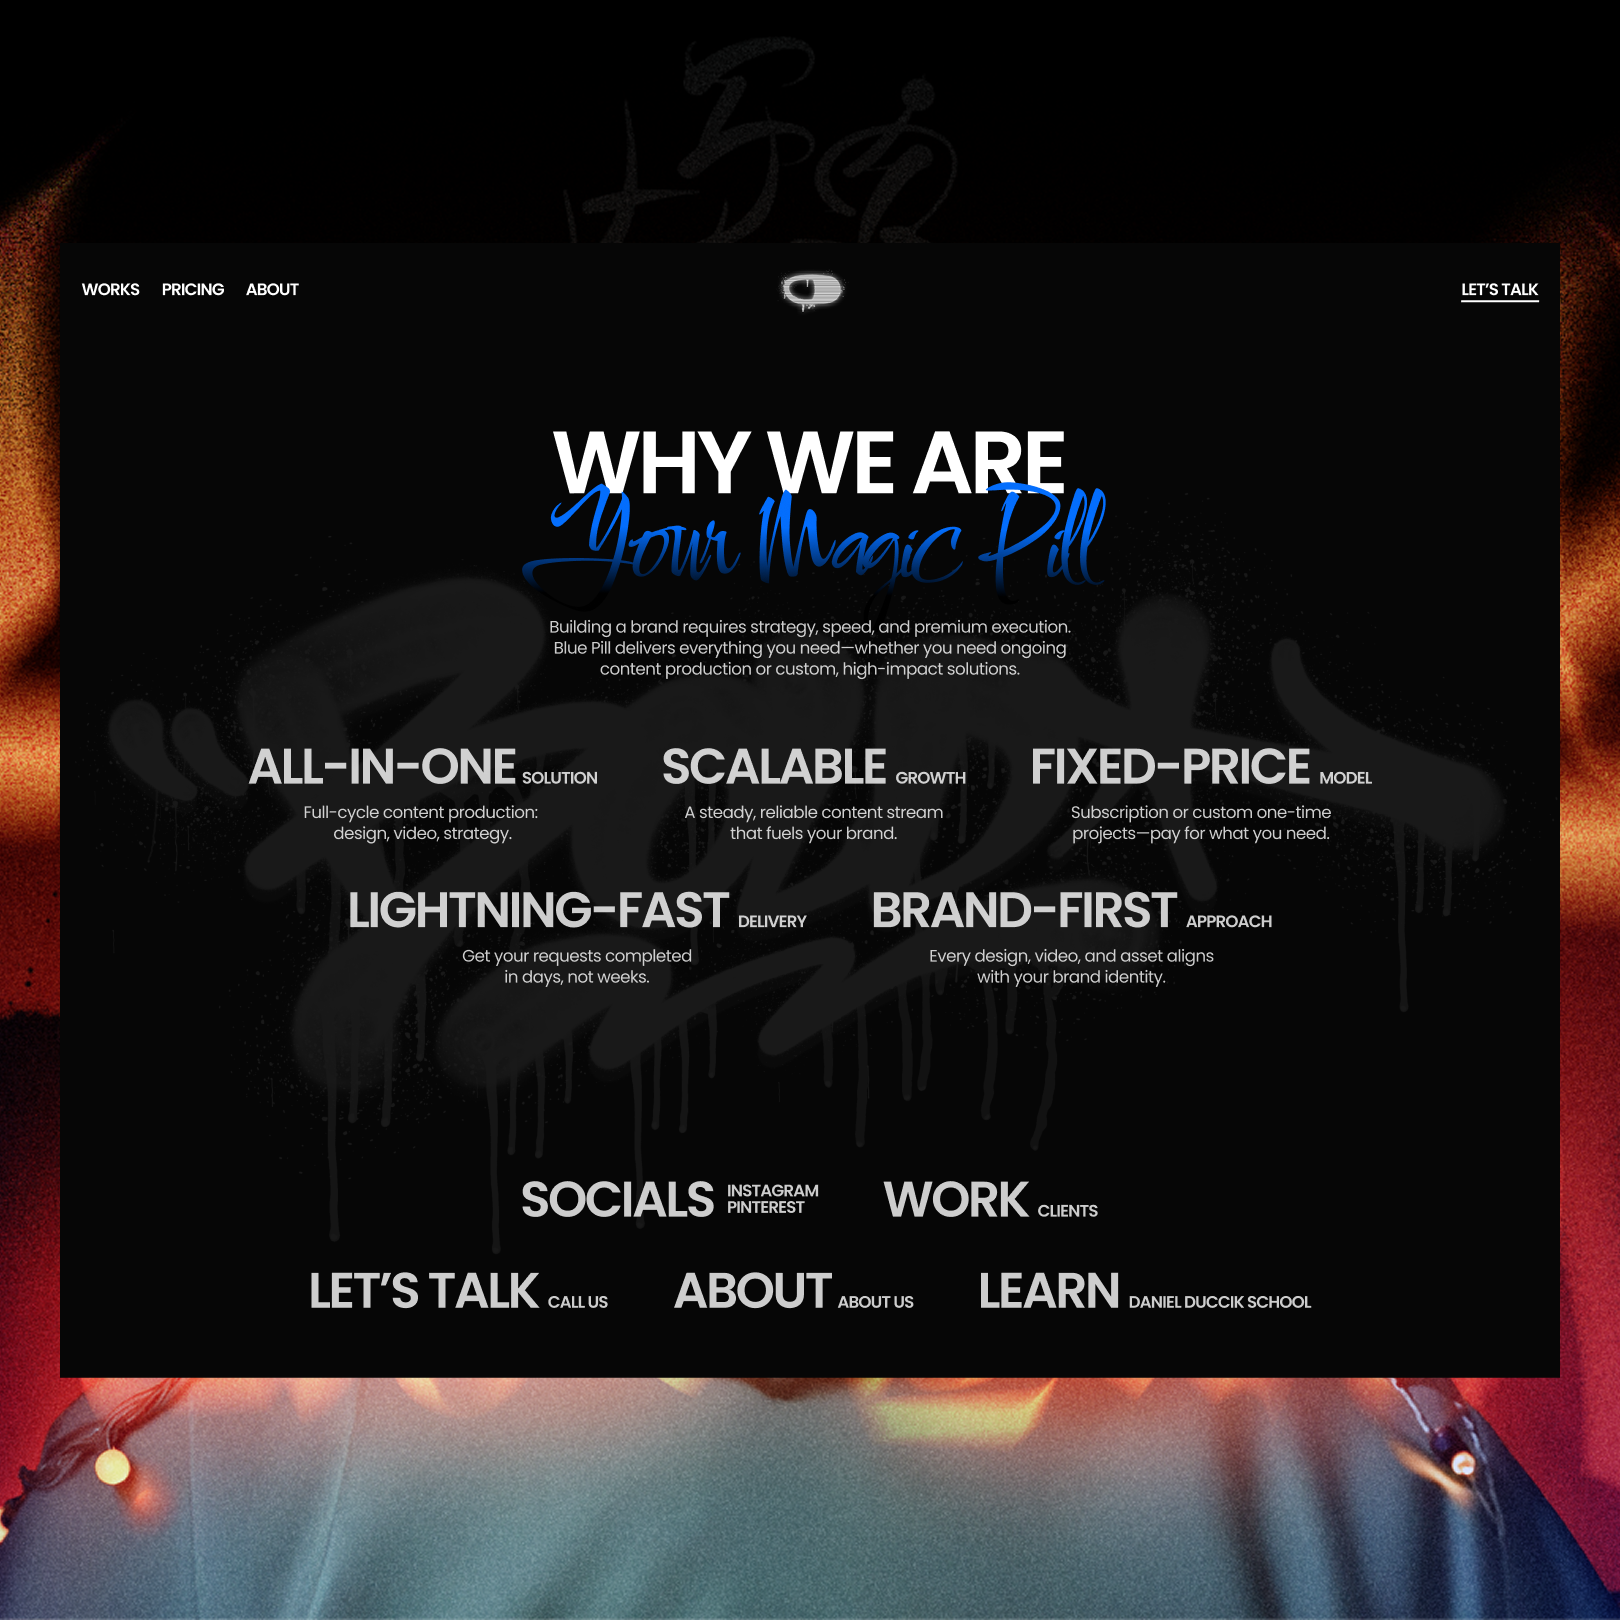 WORKS PRICING ABOUT LET'S TALK
WHY WE ARE
Your Magic Pill
Building a brand requires strategy, speed, and premium execution.
Blue Pill delivers everything you need—whether you need ongoing
content production or custom, high-impact solutions.
ALL-IN-ONE SOLUTION
Full-cycle content production:
design, video, strategy.
SCALABLE GROWTH
A steady, reliable content stream
that fuels your brand.
FIXED-PRICE MODEL
Subscription or custom one-time
projects—pay for what you need.
LIGHTNING-FAST DELIVERY
Get your requests completed
in days, not weeks.
BRAND-FIRST APPROACH
Every design, video, and asset aligns
with your brand identity.
SOCIALS INSTAGRAM
PINTEREST
WORK CLIENTS
LET'S TALK CALL US
ABOUT ABOUT US
LEARN DANIEL DUCCIK SCHOOL